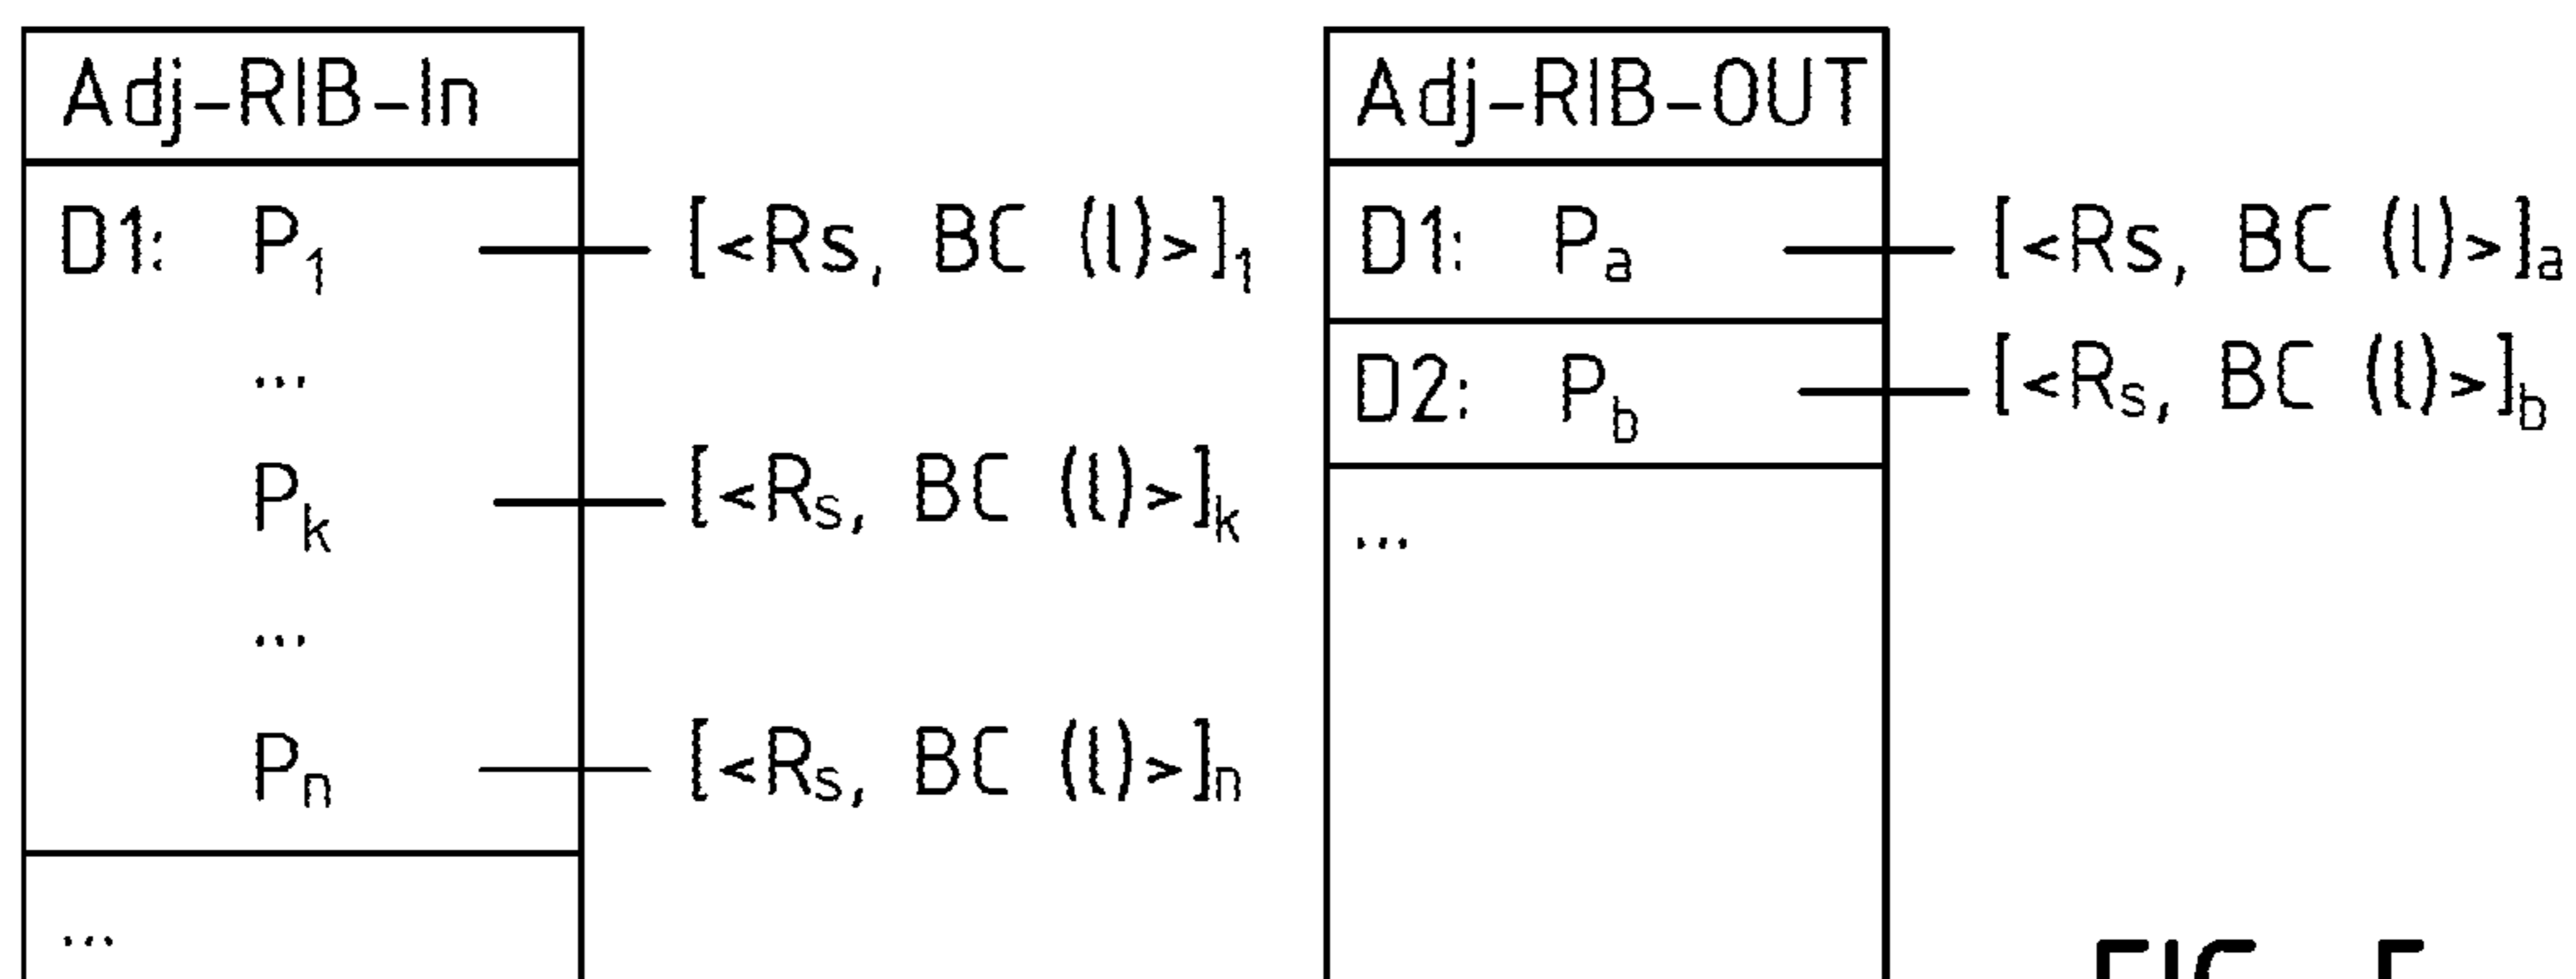 Adj-RIB-In
D1: P1 [<Rs, BC (l)>]1
...
Pk [<Rs, BC (l)>]k
...
Pn [<Rs, BC (l)>]n
...
Adj-RIB-OUT
D1: Pa [<Rs, BC (l)>]a
D2: Pb [<Rs, BC (l)>]b
...